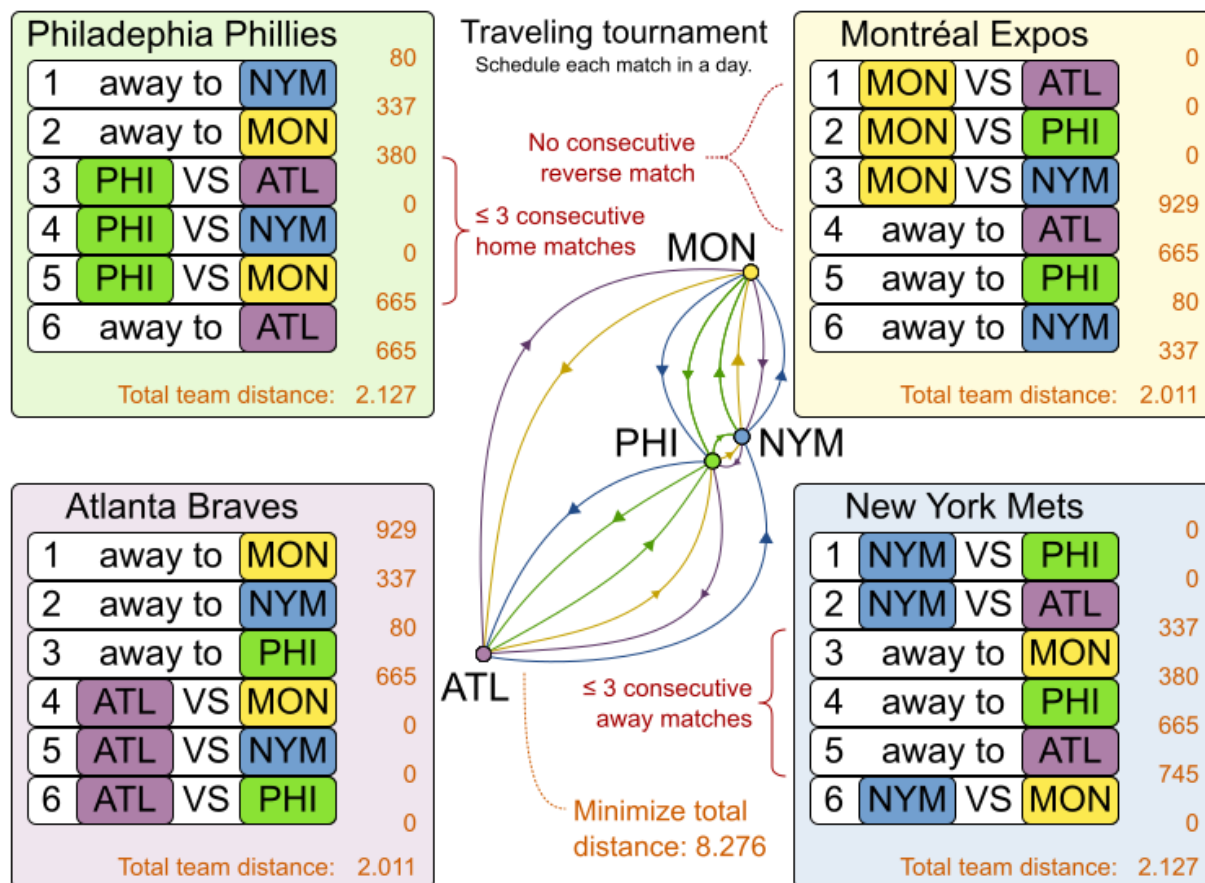 Philadephia Phillies
80
1 away to NYM
337
2 away to MON
380
3 PHI VS ATL
0
4 PHI VS NYM
0
5 PHI VS MON
665
6 away to ATL
665
Total team distance: 2.127
Traveling tournament
Schedule each match in a day.
No consecutive
reverse match
≤ 3 consecutive
home matches
Montréal Expos
0
1 MON VS ATL
0
2 MON VS PHI
0
3 MON VS NYM
929
4 away to ATL
665
5 away to PHI
80
6 away to NYM
337
Total team distance: 2.011
MON
PHI
NYM
ATL
Atlanta Braves
929
1 away to MON
337
2 away to NYM
80
3 away to PHI
665
4 ATL VS MON
0
5 ATL VS NYM
0
6 ATL VS PHI
0
Total team distance: 2.011
≤ 3 consecutive
away matches
Minimize total
distance: 8.276
New York Mets
0
1 NYM VS PHI
0
2 NYM VS ATL
337
3 away to MON
380
4 away to PHI
665
5 away to ATL
745
6 NYM VS MON
0
Total team distance: 2.127